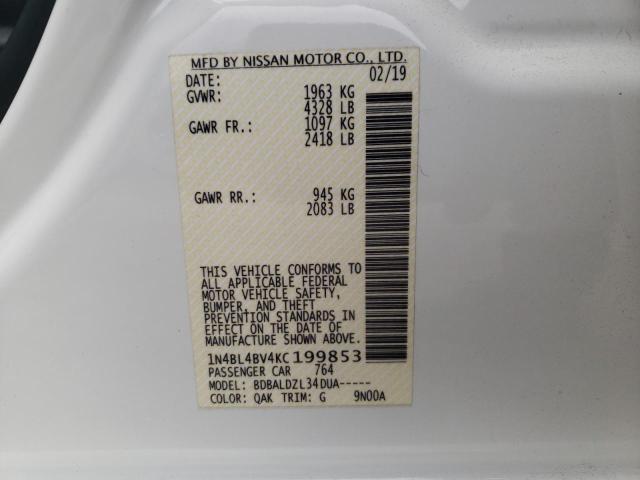 MFD BY NISSAN MOTOR CO., LTD.
DATE: 02/19
GVWR: 1963 KG
4328 LB
GAWR FR.: 1097 KG
2418 LB
GAWR RR.: 945 KG
2083 LB
THIS VEHICLE CONFORMS TO
ALL APPLICABLE FEDERAL
MOTOR VEHICLE SAFETY,
BUMPER, AND THEFT
PREVENTION STANDARDS IN
EFFECT ON THE DATE OF
MANUFACTURE SHOWN ABOVE.
1N4BL4BV4KC199853
PASSENGER CAR 764
MODEL: BDBALDZL34DUA-----
COLOR: QAK TRIM: G 9N00A